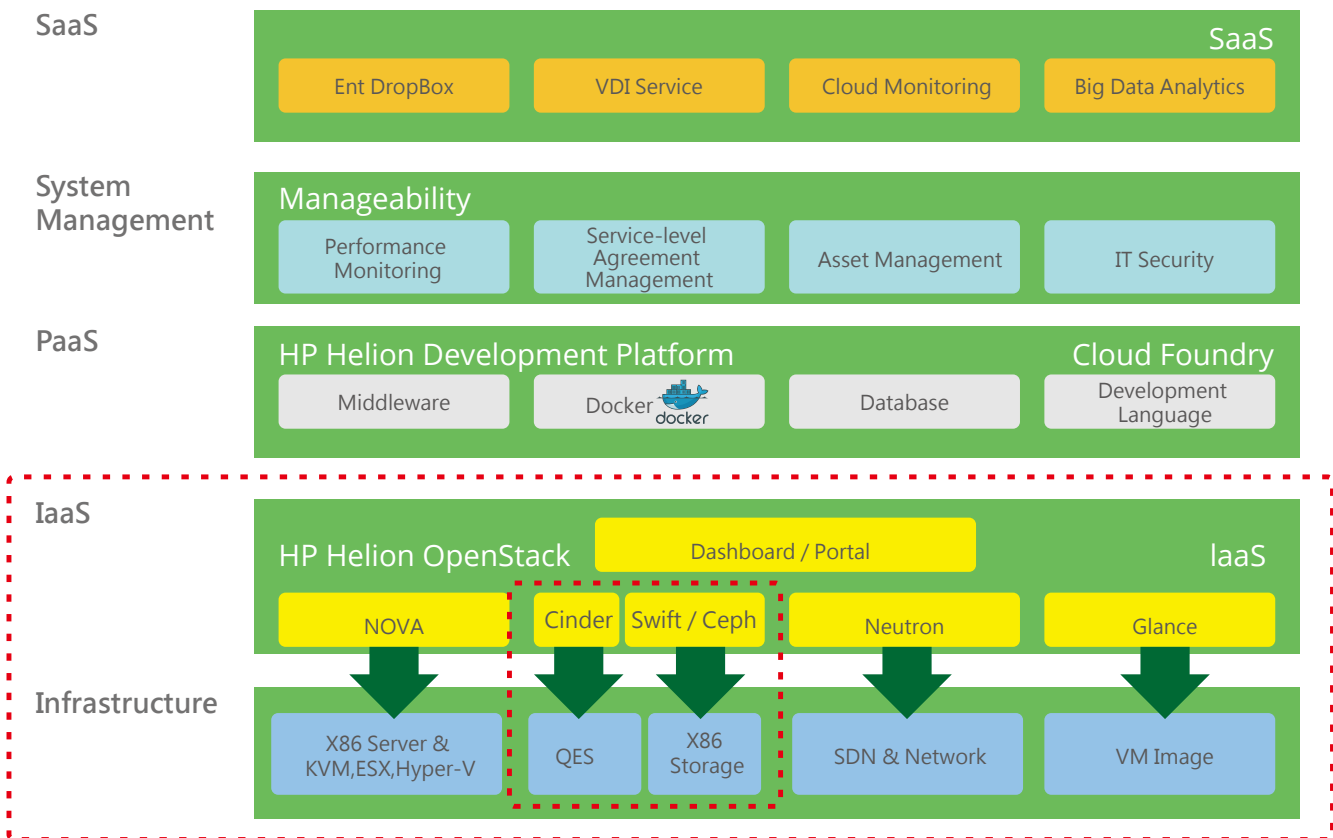 SaaS
SaaS
Ent DropBox
VDI Service
Cloud Monitoring
Big Data Analytics
System
Management
Manageability
Performance
Monitoring
Service-level
Agreement
Management
Asset Management
IT Security
PaaS
HP Helion Development Platform
Cloud Foundry
Middleware
Docker
docker
Database
Development
Language
IaaS
HP Helion OpenStack
Dashboard / Portal
IaaS
NOVA
Cinder
Swift / Ceph
Neutron
Glance
Infrastructure
X86 Server &
KVM,ESX,Hyper-V
QES
X86
Storage
SDN & Network
VM Image